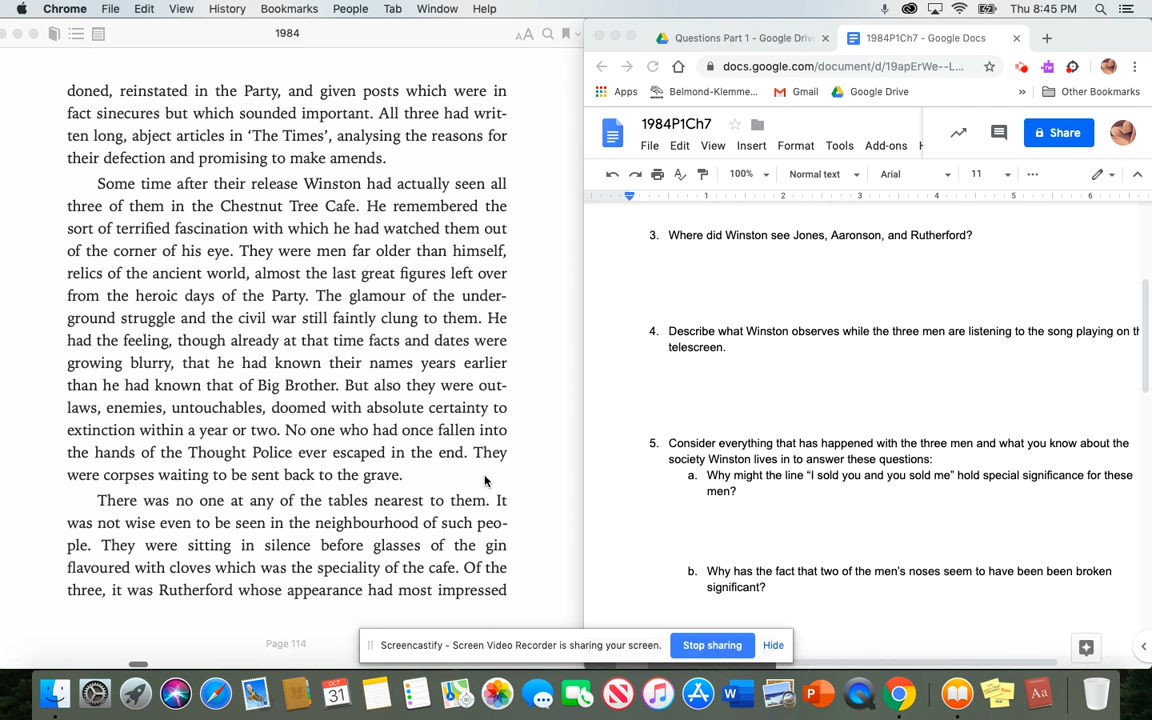 Chrome File Edit View History Bookmarks People Tab Window Help Thu 8:45 PM
1984
AA
Questions Part 1 - Google Driv
1984P1Ch7 - Google Docs
docs.google.com/document/d/19apErWe--L...
Apps Belmond-Klemme... Gmail Google Drive » Other Bookmarks
1984P1Ch7
File Edit View Insert Format Tools Add-ons
Share
100% Normal text Arial 11
1 2 3 4 5 6
doned, reinstated in the Party, and given posts which were in
fact sinecures but which sounded important. All three had writ-
ten long, abject articles in ‘The Times’, analysing the reasons for
their defection and promising to make amends.
Some time after their release Winston had actually seen all
three of them in the Chestnut Tree Cafe. He remembered the
sort of terrified fascination with which he had watched them out
of the corner of his eye. They were men far older than himself,
relics of the ancient world, almost the last great figures left over
from the heroic days of the Party. The glamour of the under-
ground struggle and the civil war still faintly clung to them. He
had the feeling, though already at that time facts and dates were
growing blurry, that he had known their names years earlier
than he had known that of Big Brother. But also they were out-
laws, enemies, untouchables, doomed with absolute certainty to
extinction within a year or two. No one who had once fallen into
the hands of the Thought Police ever escaped in the end. They
were corpses waiting to be sent back to the grave.
There was no one at any of the tables nearest to them. It
was not wise even to be seen in the neighbourhood of such peo-
ple. They were sitting in silence before glasses of the gin
flavoured with cloves which was the speciality of the cafe. Of the
three, it was Rutherford whose appearance had most impressed
Page 114
3. Where did Winston see Jones, Aaronson, and Rutherford?
4. Describe what Winston observes while the three men are listening to the song playing on th
telescreen.
5. Consider everything that has happened with the three men and what you know about the
society Winston lives in to answer these questions:
a. Why might the line “I sold you and you sold me” hold special significance for these
men?
b. Why has the fact that two of the men’s noses seem to have been been broken
significant?
Screencastify - Screen Video Recorder is sharing your screen. Stop sharing Hide
OCT
31
Aa